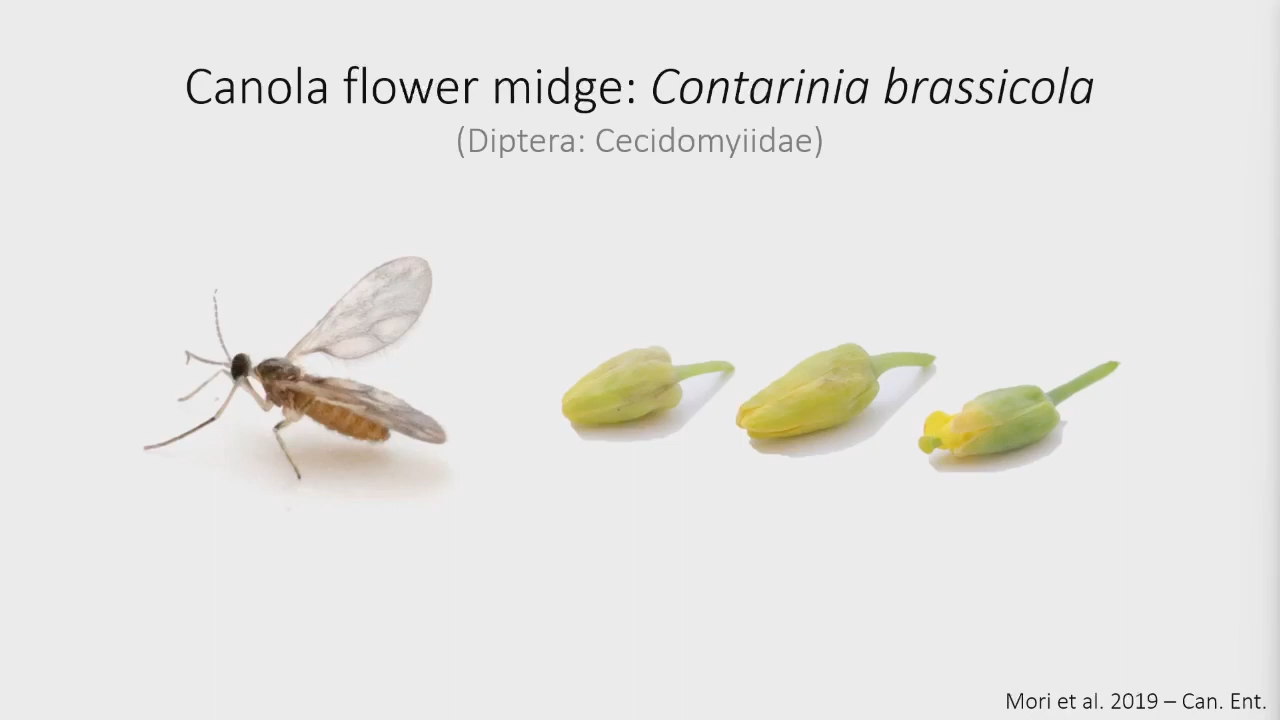 Canola flower midge: Contarinia brassicola
(Diptera: Cecidomyiidae)
Mori et al. 2019 – Can. Ent.